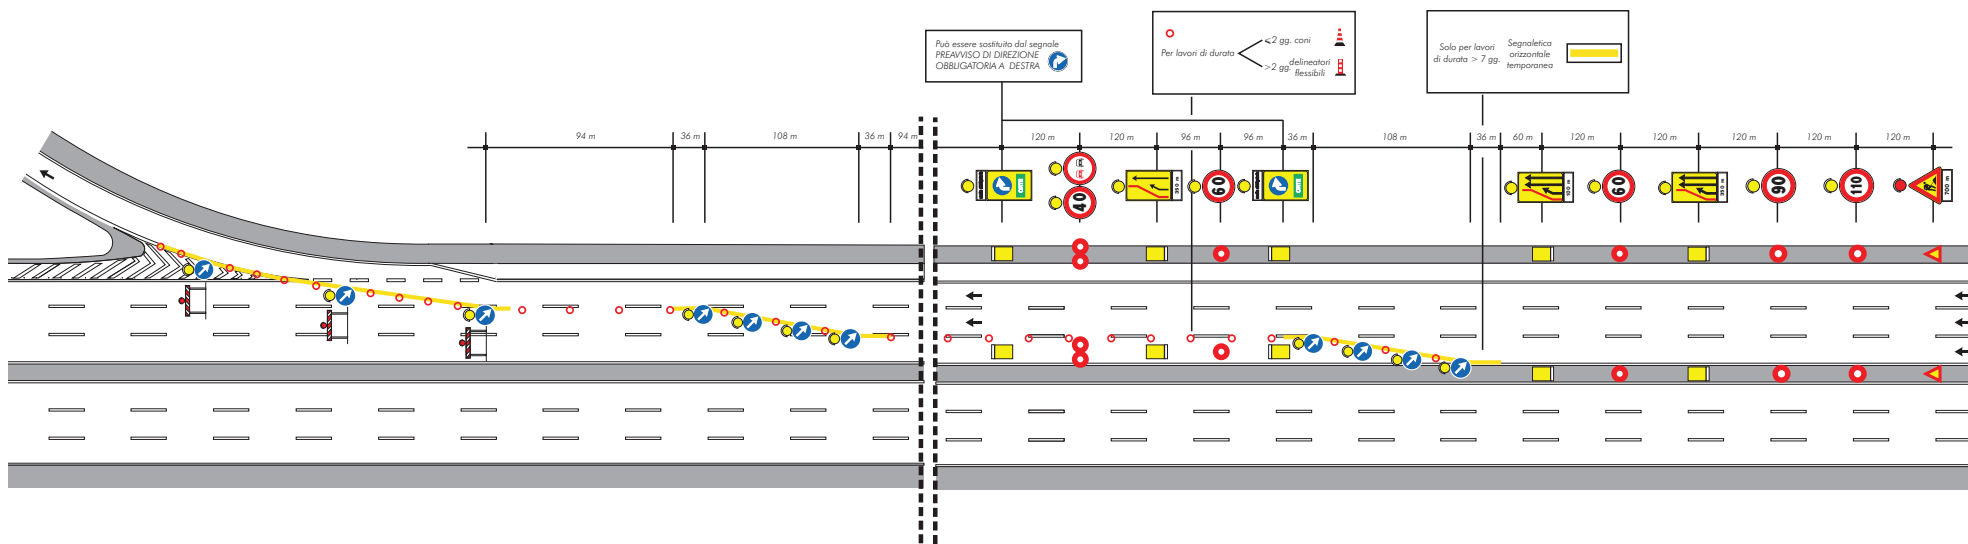 Può essere sostituito dal segnale
PREAVVISO DI DIREZIONE
OBBLIGATORIA A DESTRA
Per lavori di durata
<2 gg. coni
>2 gg. delineatori
flessibili
Solo per lavori
di durata > 7 gg.
Segnaletica
orizzontale
temporanea
94 m
36 m
108 m
36 m
94 m
120 m
120 m
96 m
96 m
36 m
108 m
36 m
60 m
120 m
120 m
120 m
120 m
120 m
40
60
60
90
110
700 m